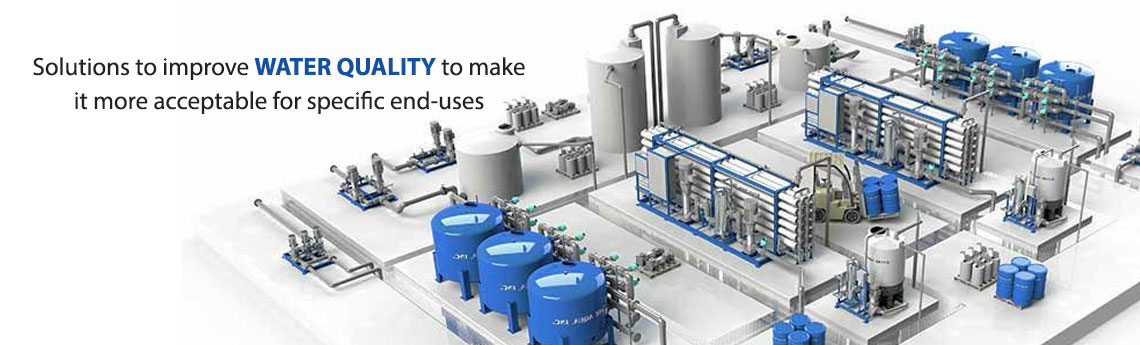 Solutions to improve WATER QUALITY to make
it more acceptable for specific end-uses